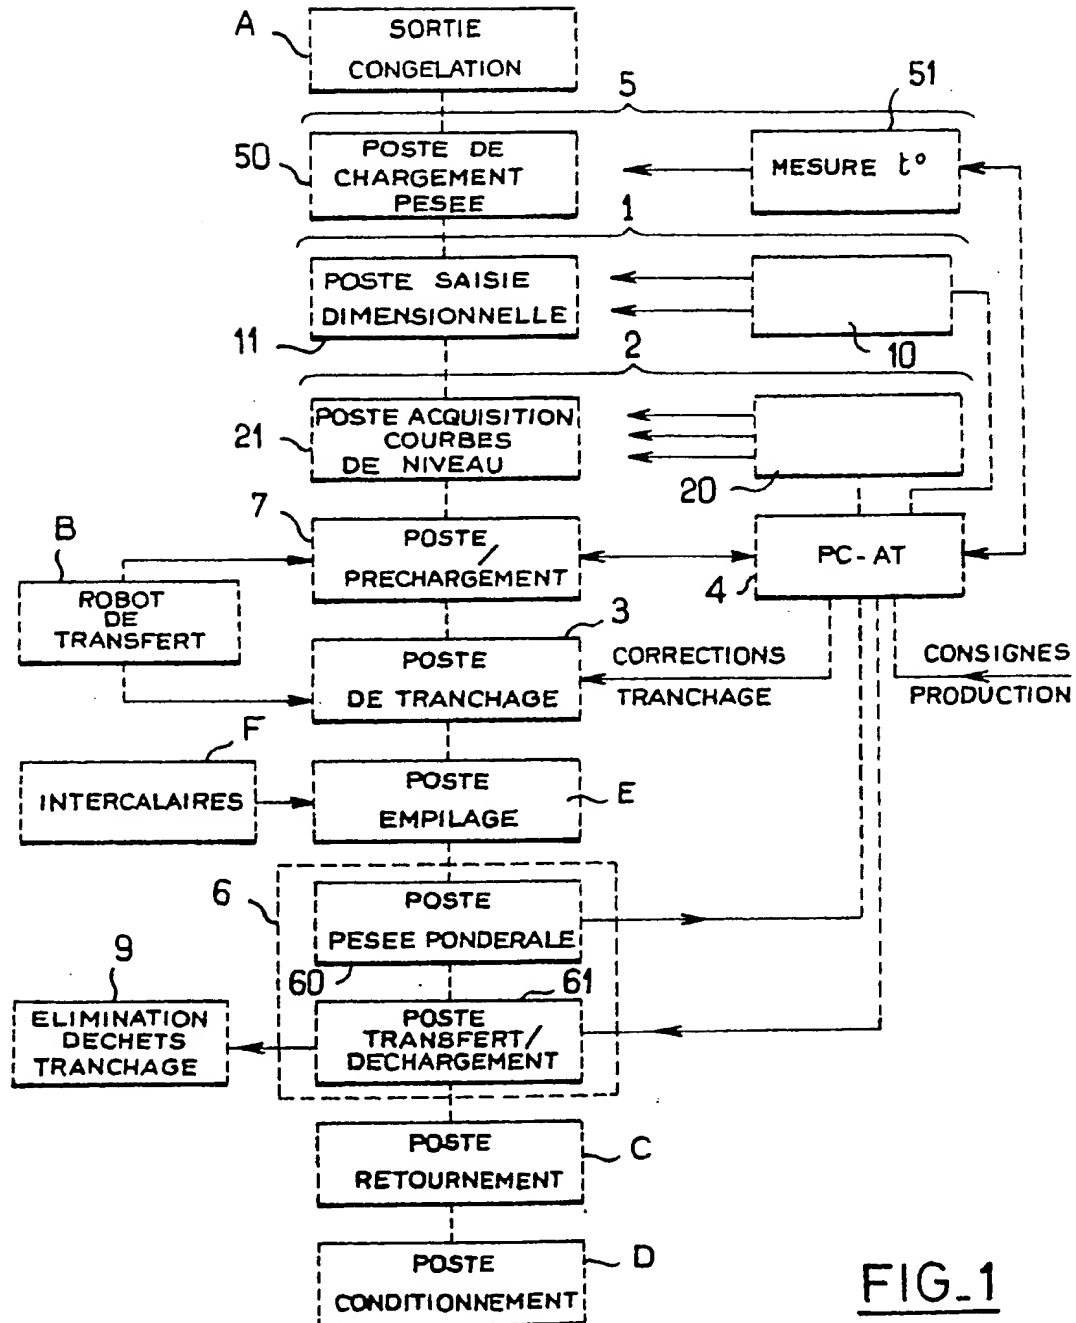 A
SORTIE
CONGELATION
5
51
50
POSTE DE
CHARGEMENT
PESEE
MESURE t°
1
POSTE SAISIE
DIMENSIONNELLE
11
10
2
POSTE ACQUISITION
COURBES
DE NIVEAU
21
20
7
B
POSTE/
PRECHARGEMENT
PC-AT
4
ROBOT
DE
TRANSFERT
3
POSTE
DE TRANCHAGE
CORRECTIONS
TRANCHAGE
CONSIGNES
PRODUCTION
F
INTERCALAIRES
POSTE
EMPILAGE
E
6
POSTE
PESEE PONDERALE
60
61
9
ELIMINATION
DECHETS
TRANCHAGE
POSTE
TRANSFERT/
DECHARGEMENT
POSTE
RETOURNEMENT
C
POSTE
CONDITIONNEMENT
D
FIG_1